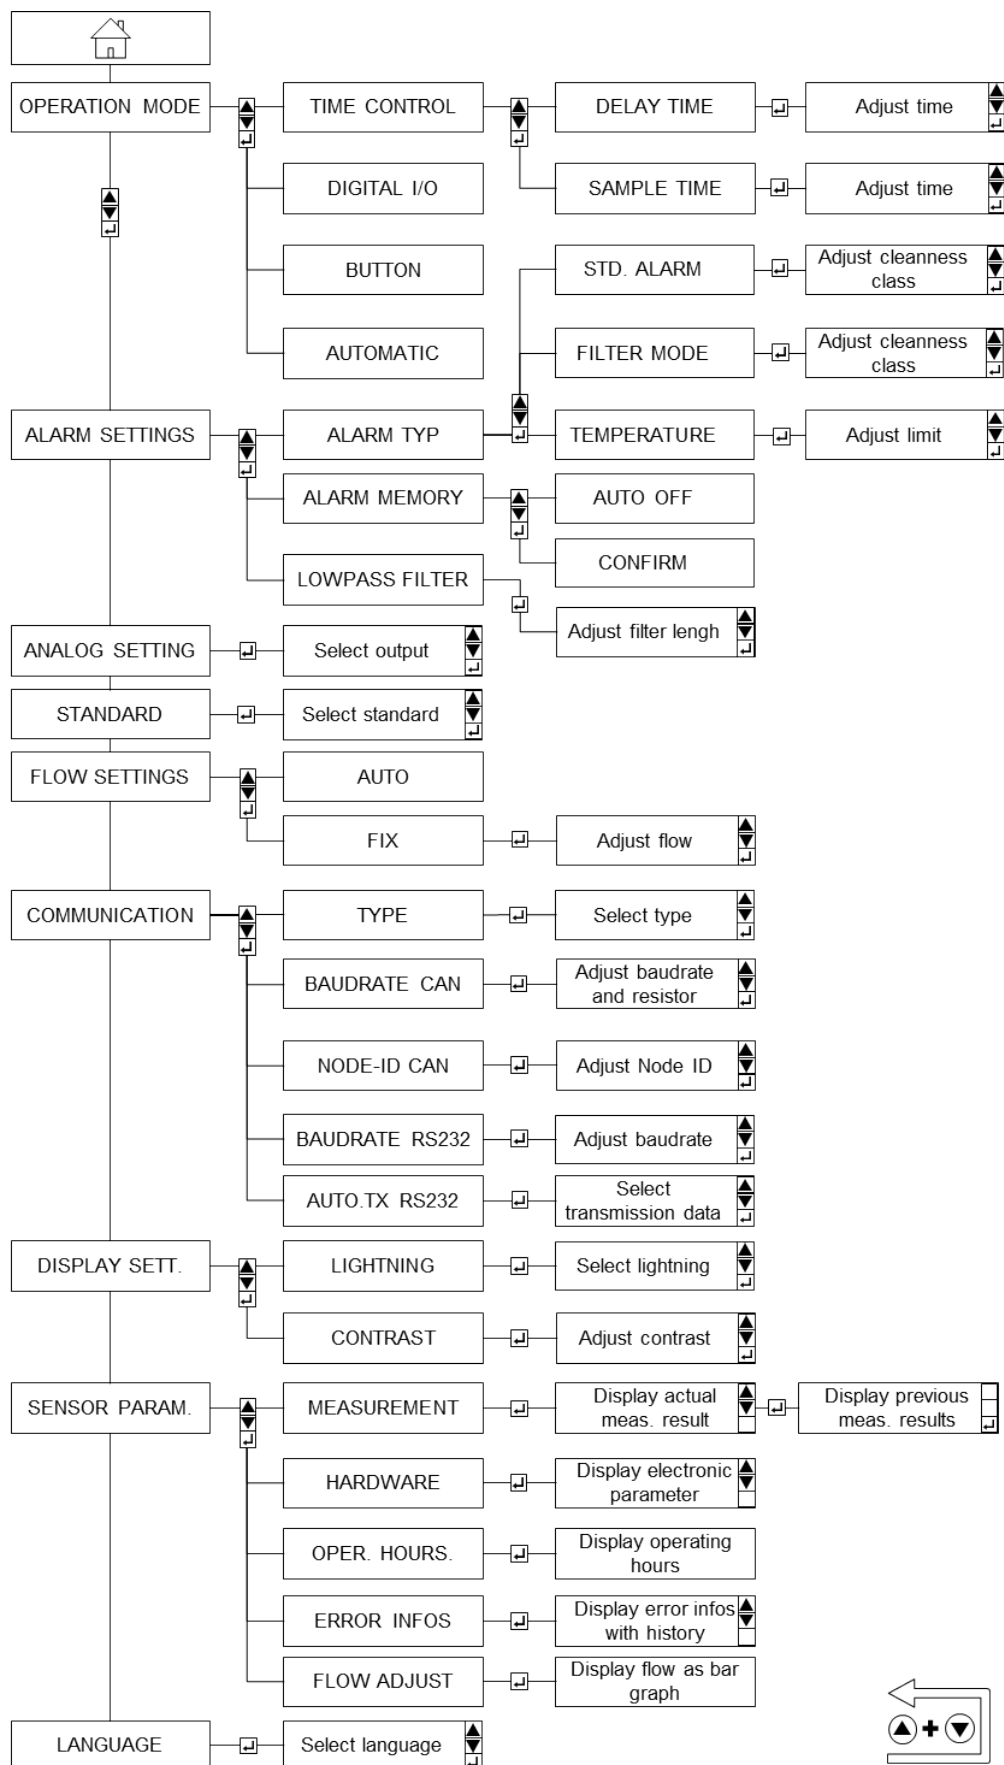 OPERATION MODE
TIME CONTROL
DELAY TIME
Adjust time
DIGITAL I/O
SAMPLE TIME
Adjust time
BUTTON
STD. ALARM
Adjust cleanness
class
AUTOMATIC
FILTER MODE
Adjust cleanness
class
ALARM SETTINGS
ALARM TYP
TEMPERATURE
Adjust limit
ALARM MEMORY
AUTO OFF
CONFIRM
LOWPASS FILTER
Adjust filter lengh
ANALOG SETTING
Select output
STANDARD
Select standard
FLOW SETTINGS
AUTO
FIX
Adjust flow
COMMUNICATION
TYPE
Select type
BAUDRATE CAN
Adjust baudrate
and resistor
NODE-ID CAN
Adjust Node ID
BAUDRATE RS232
Adjust baudrate
AUTO.TX RS232
Select
transmission data
DISPLAY SETT.
LIGHTNING
Select lightning
CONTRAST
Adjust contrast
SENSOR PARAM.
MEASUREMENT
Display actual
meas. result
Display previous
meas. results
HARDWARE
Display electronic
parameter
OPER. HOURS.
Display operating
hours
ERROR INFOS
Display error infos
with history
FLOW ADJUST
Display flow as bar
graph
+
LANGUAGE
Select language